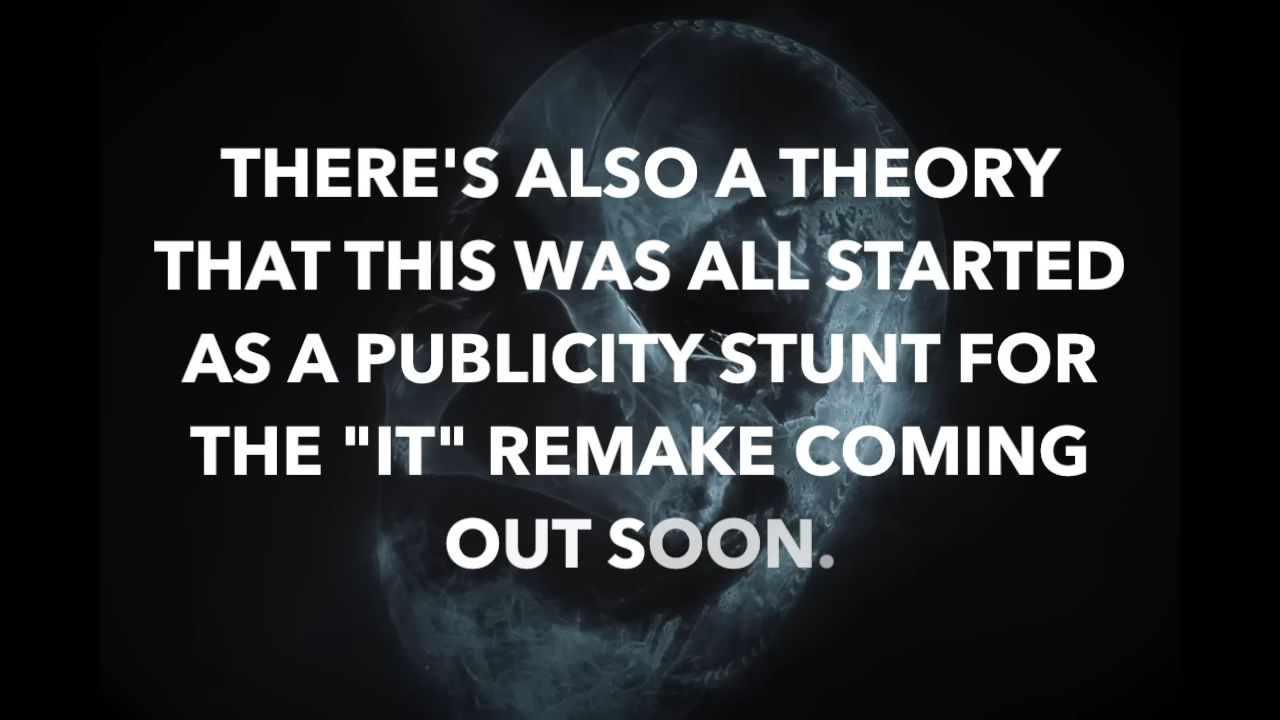 THERE'S ALSO A THEORY
THAT THIS WAS ALL STARTED
AS A PUBLICITY STUNT FOR
THE "IT" REMAKE COMING
OUT SOON.